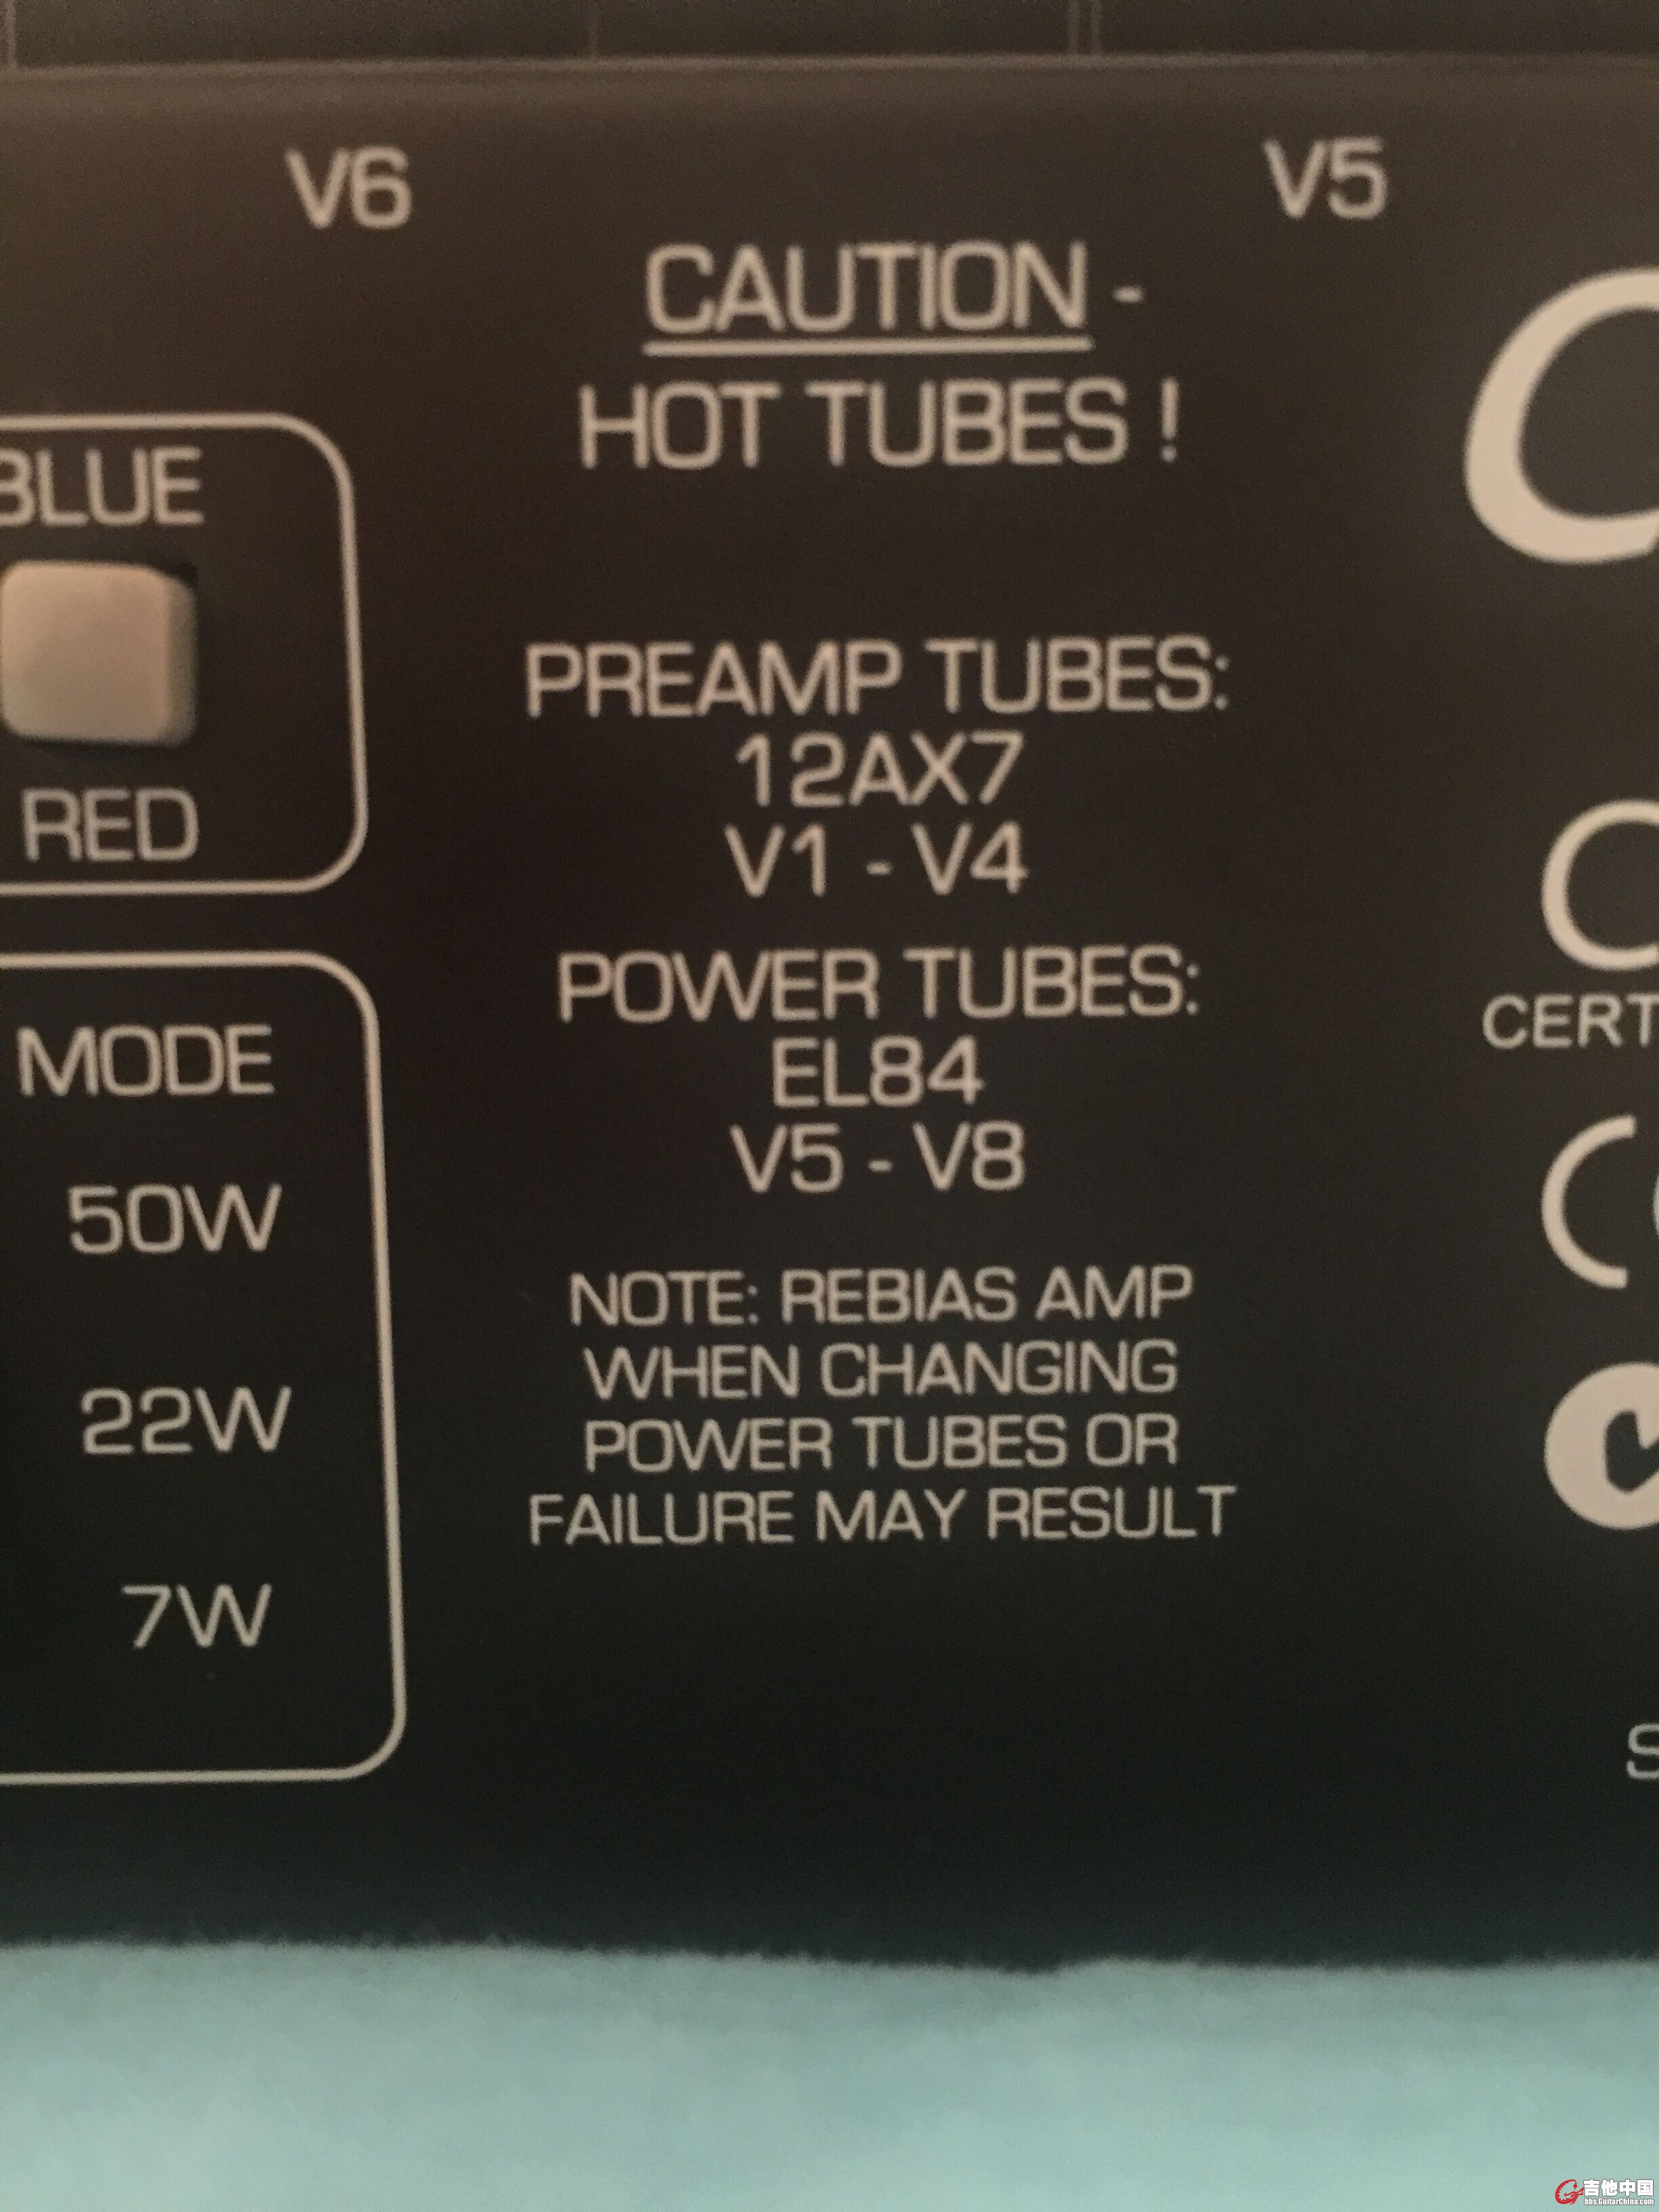 V6
V5
CAUTION -
HOT TUBES !
BLUE
RED
PREAMP TUBES:
12AX7
V1 - V4
POWER TUBES:
EL84
V5 - V8
NOTE: REBIAS AMP
WHEN CHANGING
POWER TUBES OR
FAILURE MAY RESULT
MODE
50W
22W
7W
CERT
吉他中国
bbs.GuitarChina.com